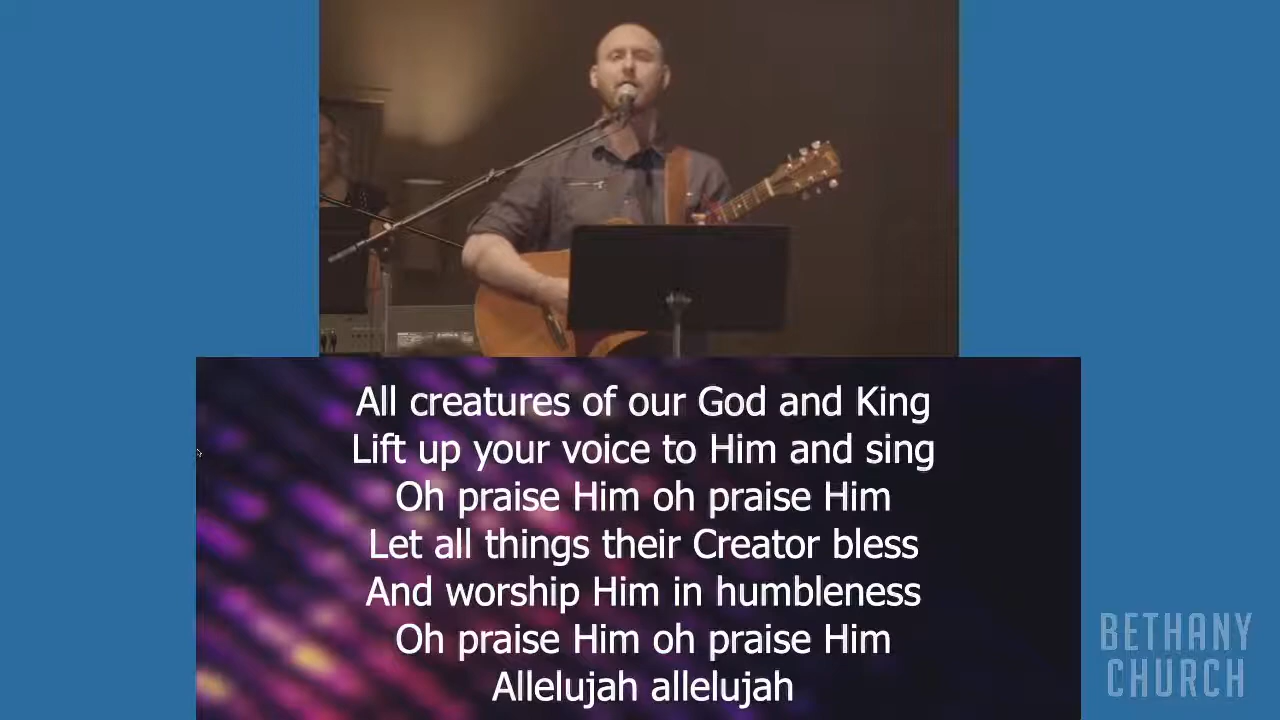 All creatures of our God and King
Lift up your voice to Him and sing
Oh praise Him oh praise Him
Let all things their Creator bless
And worship Him in humbleness
Oh praise Him oh praise Him
Allelujah allelujah
BETHANY
CHURCH